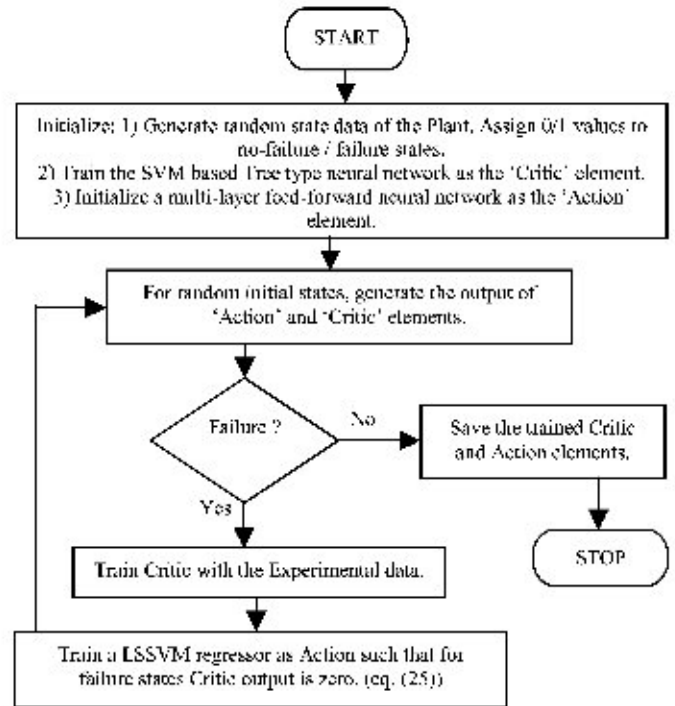 START
Initialize: 1) Generate random state data of the Plant. Assign 0/1 values to
no-failure / failure states.
2) Train the SVM based Tree type neural network as the ‘Critic’ element.
3) Initialize a multi-layer feed-forward neural network as the ‘Action’
element.
For random initial states, generate the output of
‘Action’ and ‘Critic’ elements.
Failure ?
No
Save the trained Critic
and Action elements.
Yes
STOP
Train Critic with the Experimental data.
Train a LSSVM regressor as Action such that for
failure states Critic output is zero. (eq. (25))